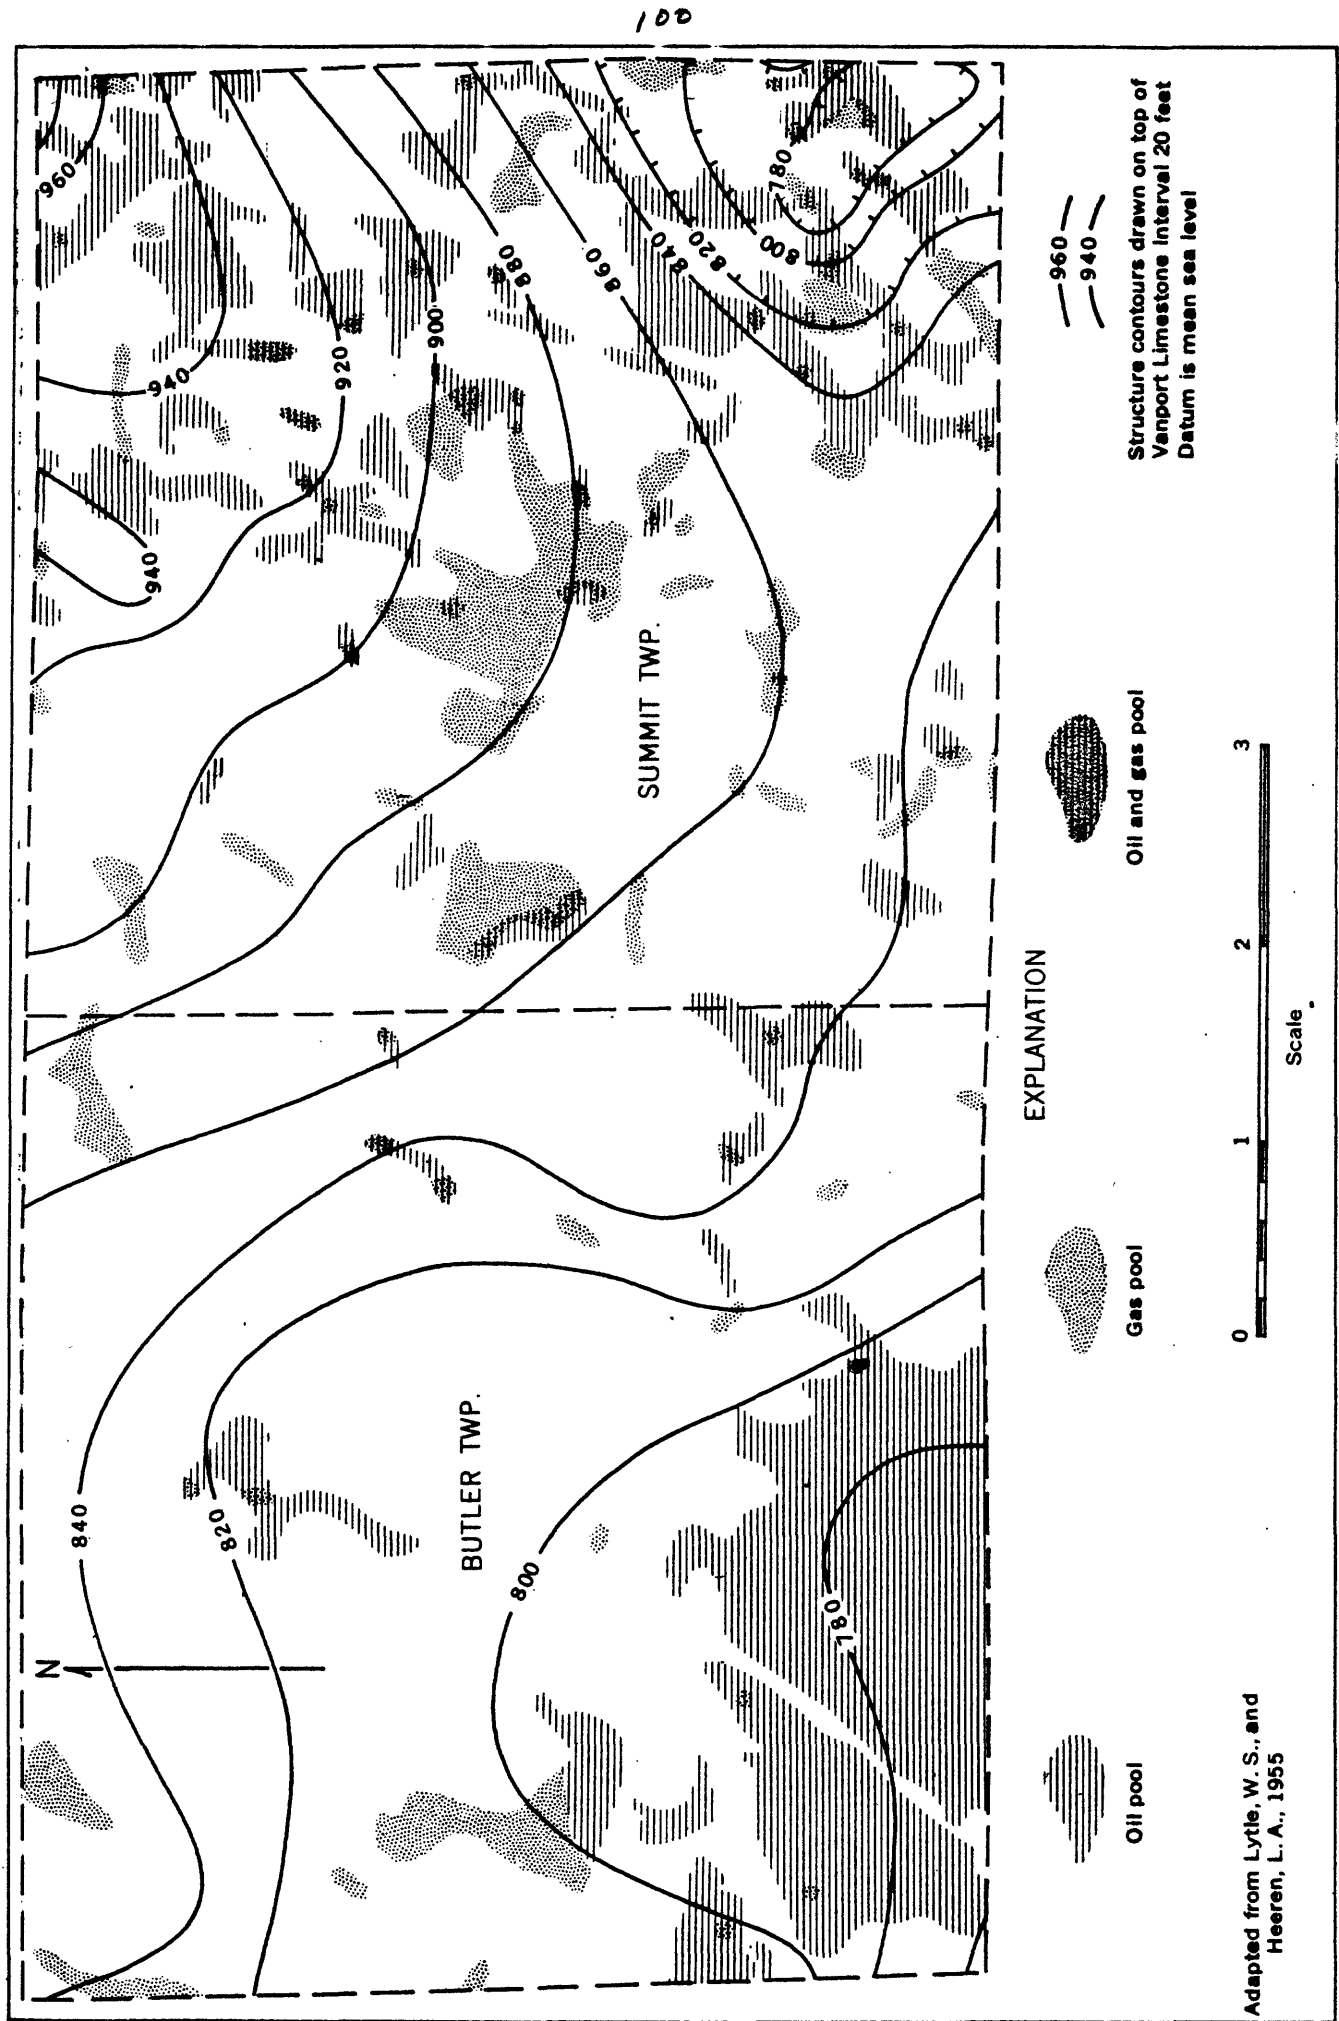 100
N
960
940
940
920
900
880
860
840
820
800
780
840
820
800
780
SUMMIT TWP.
BUTLER TWP.
EXPLANATION
Oil pool
Gas pool
Oil and gas pool
960
940
Structure contours drawn on top of
Vanport Limestone Interval 20 feet
Datum is mean sea level
0 1 2 3
Scale
Adapted from Lytle, W. S., and
Heeren, L. A., 1955